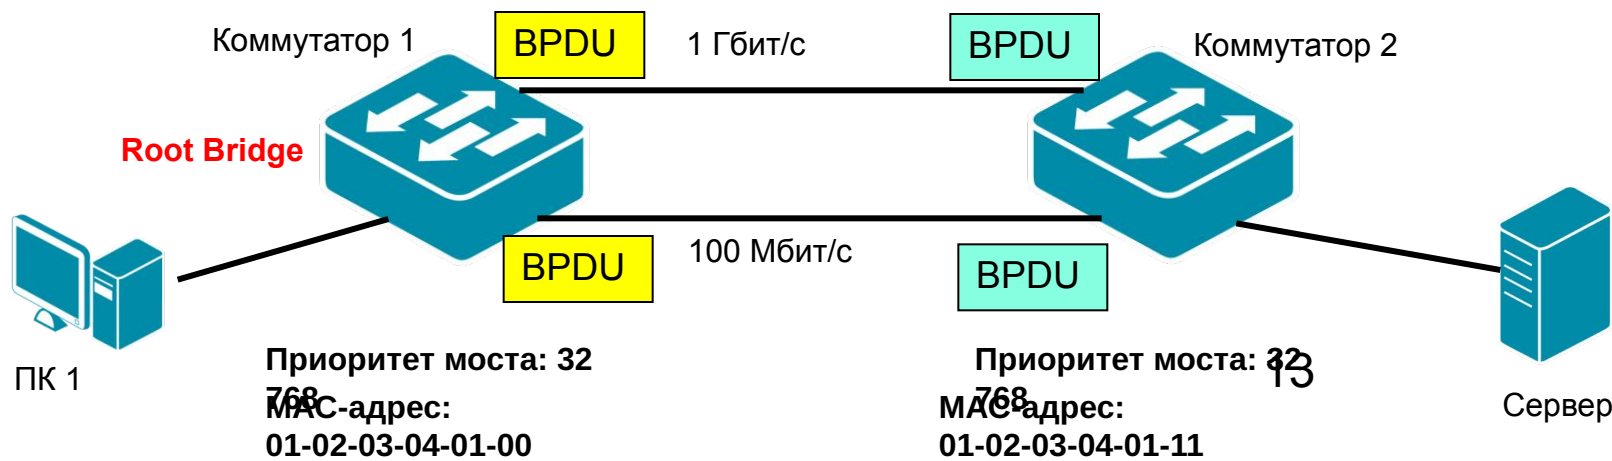 Коммутатор 1
BPDU
1 Гбит/с
BPDU
Коммутатор 2
Root Bridge
BPDU
100 Мбит/с
BPDU
ПК 1
Приоритет моста: 32
768
MAC-адрес:
01-02-03-04-01-00
Приоритет моста: 32
768
MAC-адрес:
01-02-03-04-01-11
13
Сервер